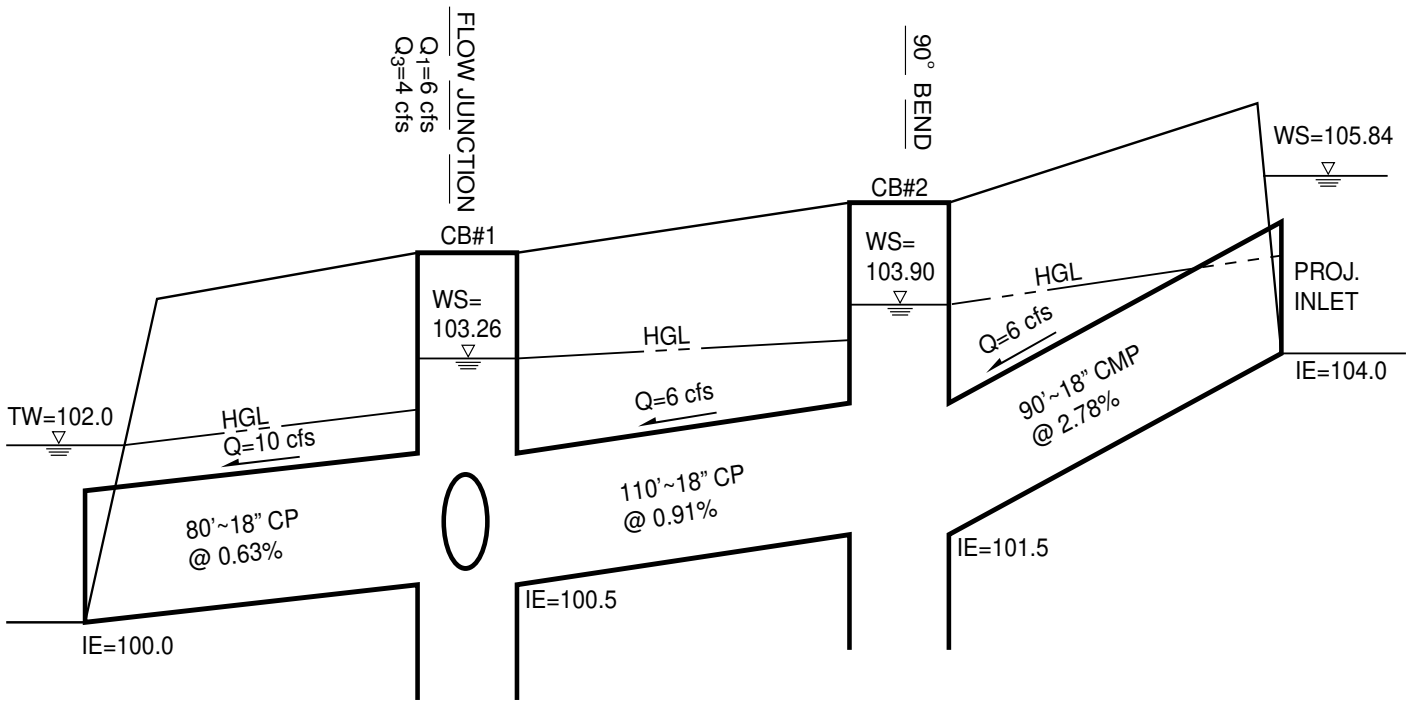 FLOW JUNCTION
Q1=6 cfs
Q3=4 cfs
90° BEND
CB#1
CB#2
WS=105.84
WS=
103.26
WS=
103.90
HGL
PROJ.
INLET
HGL
Q=6 cfs
IE=104.0
TW=102.0
HGL
Q=10 cfs
Q=6 cfs
90'~18" CMP
@ 2.78%
80'~18" CP
@ 0.63%
110'~18" CP
@ 0.91%
IE=101.5
IE=100.5
IE=100.0